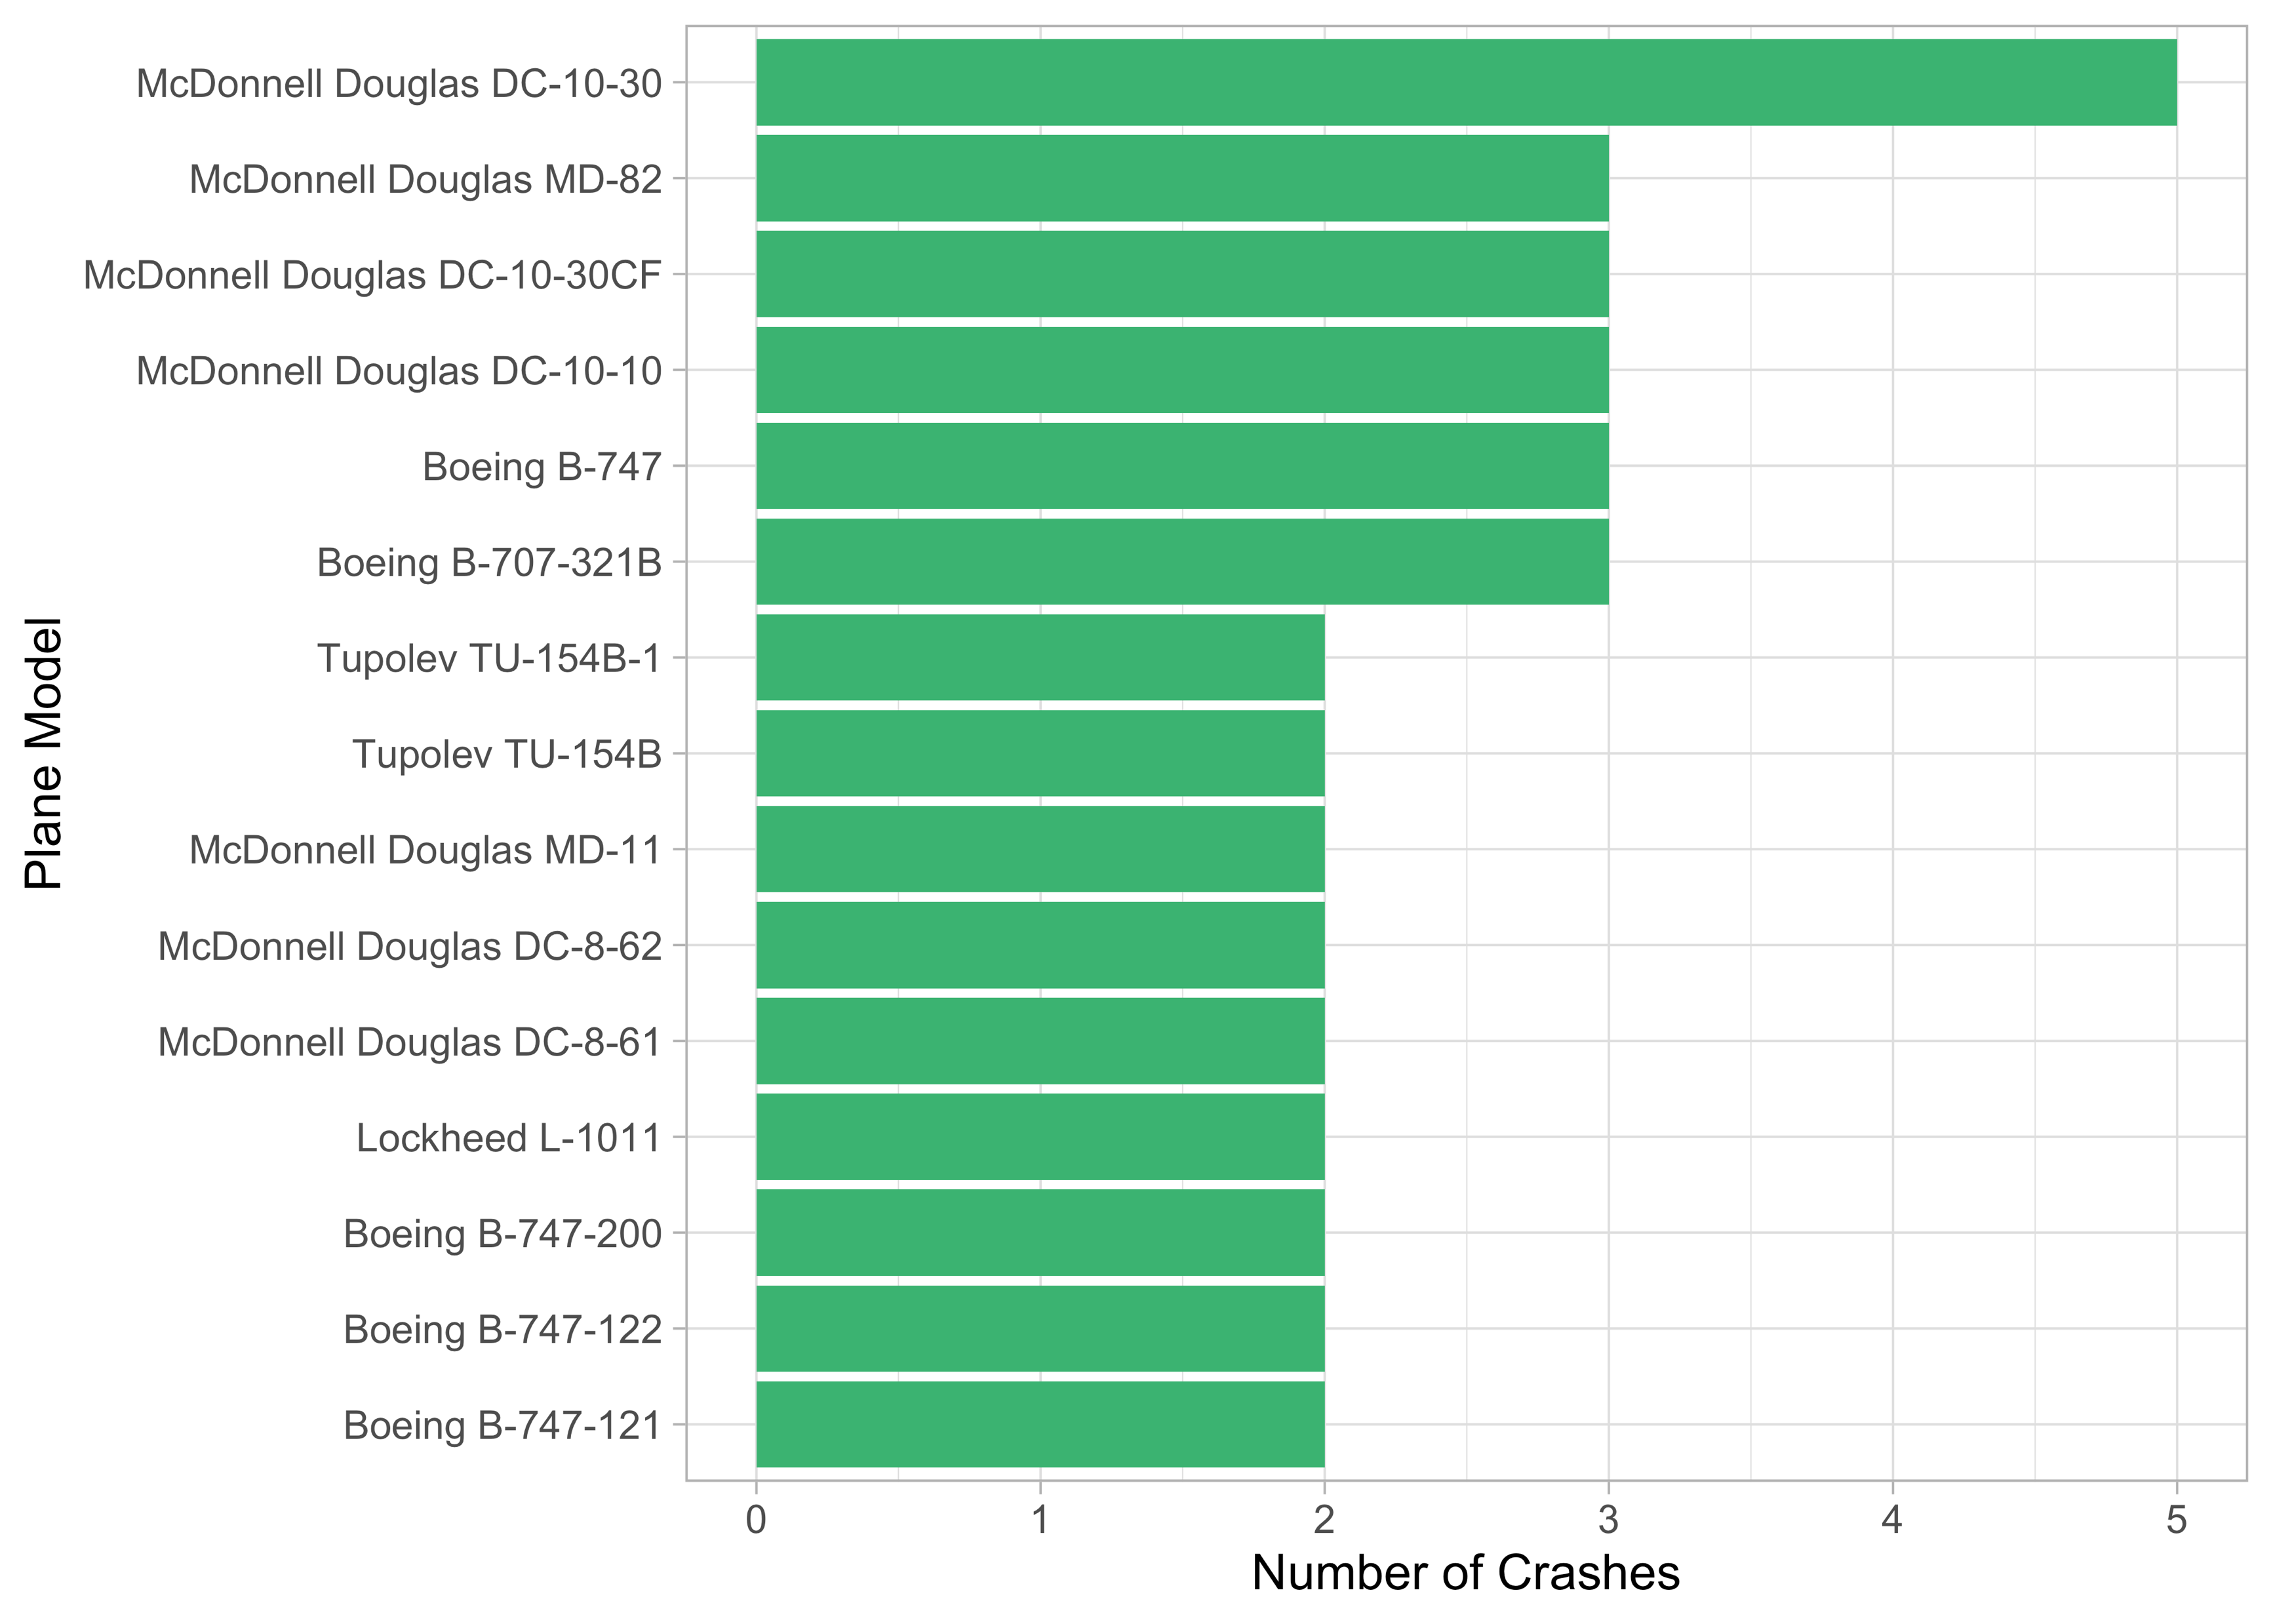 McDonnell Douglas DC-10-30
McDonnell Douglas MD-82
McDonnell Douglas DC-10-30CF
McDonnell Douglas DC-10-10
Boeing B-747
Boeing B-707-321B
Tupolev TU-154B-1
Tupolev TU-154B
McDonnell Douglas MD-11
McDonnell Douglas DC-8-62
McDonnell Douglas DC-8-61
Lockheed L-1011
Boeing B-747-200
Boeing B-747-122
Boeing B-747-121
Plane Model
0 1 2 3 4 5
Number of Crashes